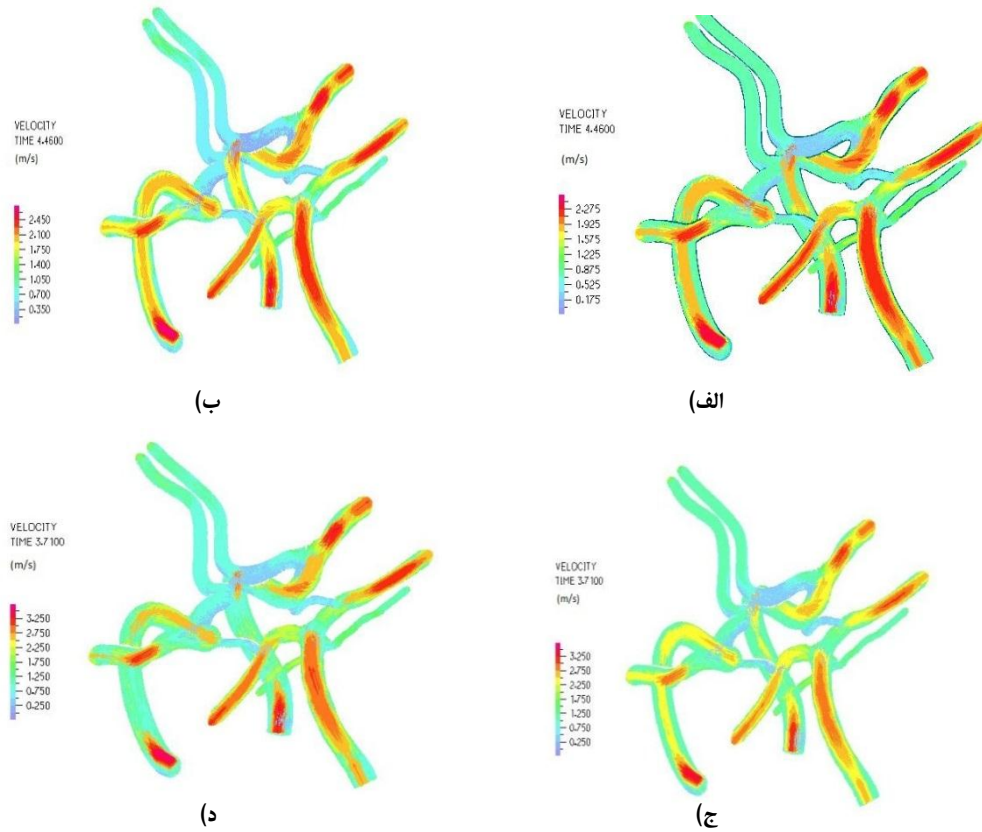 VELOCITY
TIME 4.4600
(m/s)
2.275
1.925
1.575
1.225
0.875
0.525
0.175
الف)
VELOCITY
TIME 4.4600
(m/s)
2.450
2.100
1.750
1.400
1.050
0.700
0.350
ب)
VELOCITY
TIME 3.7100
(m/s)
3.250
2.750
2.250
1.750
1.250
0.750
0.250
ج)
VELOCITY
TIME 3.7100
(m/s)
3.250
2.750
2.250
1.750
1.250
0.750
0.250
د)